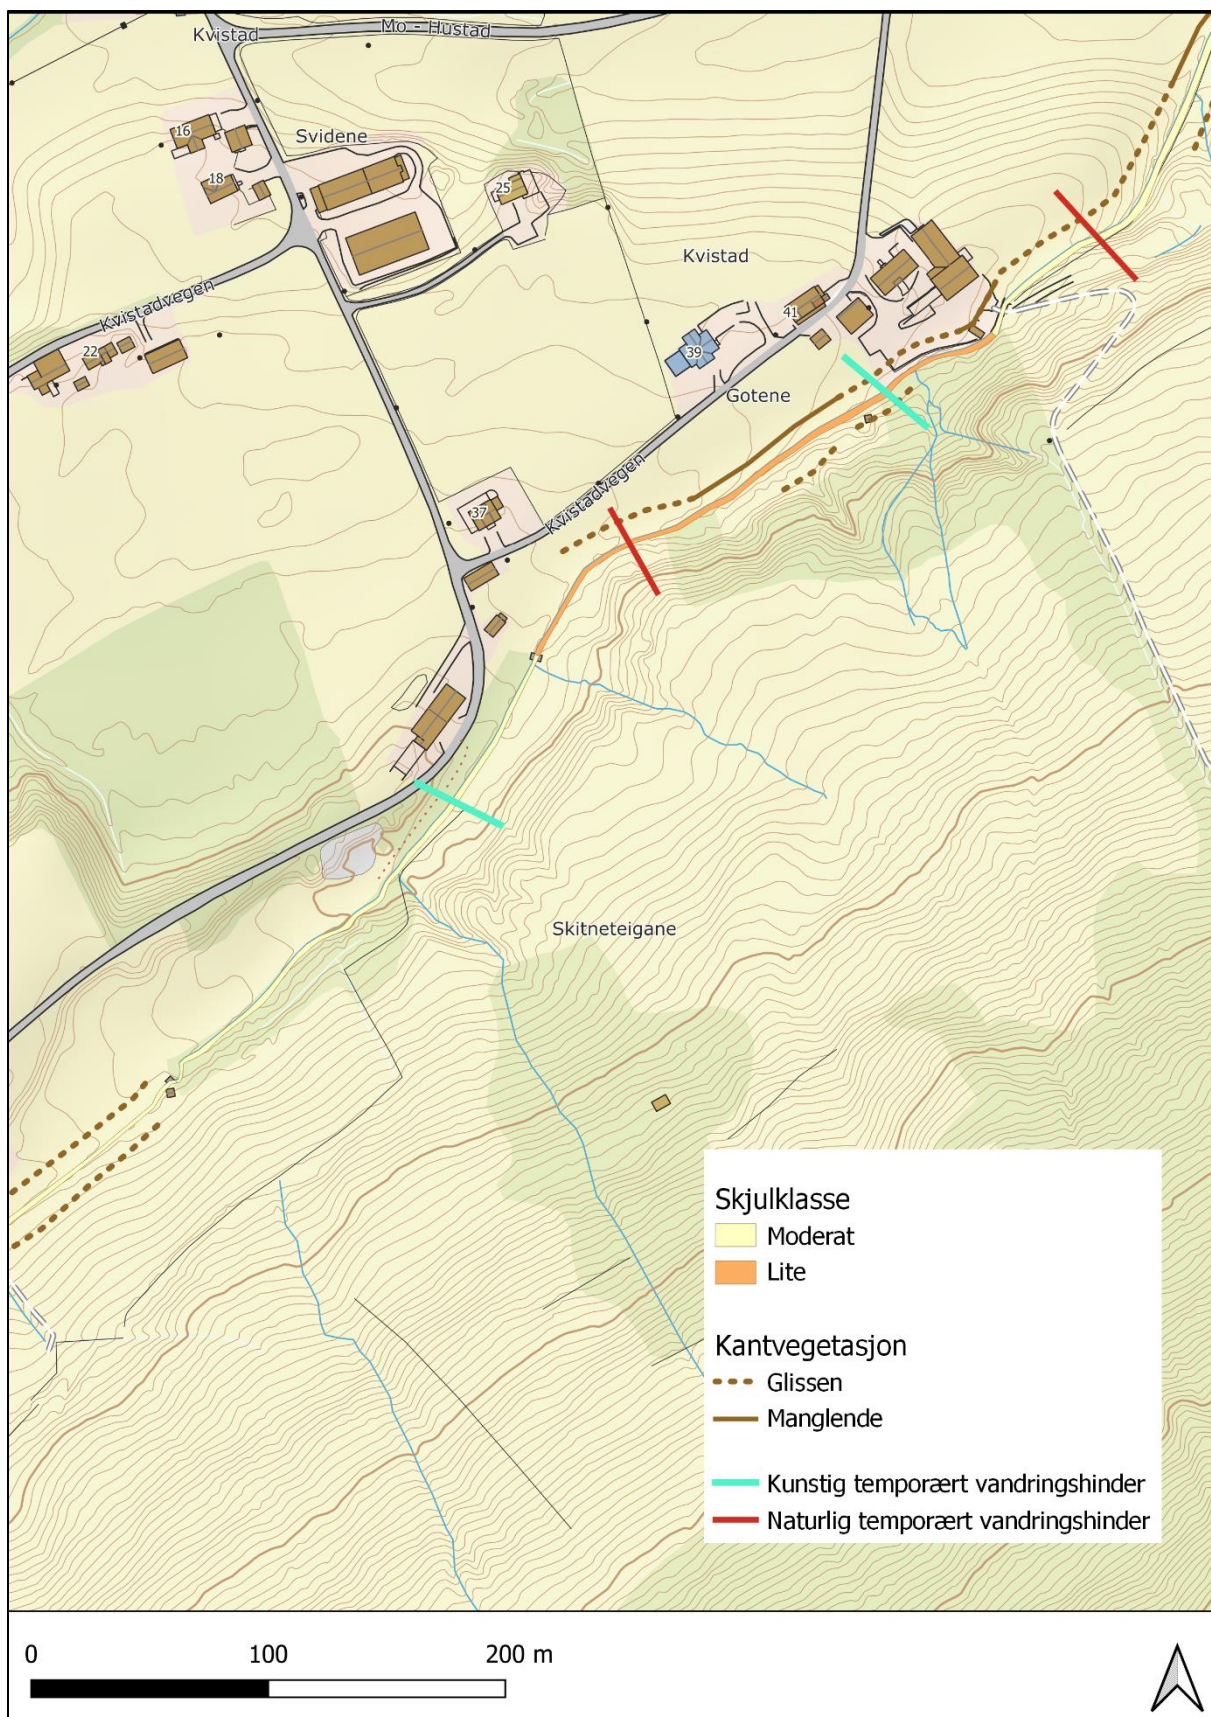 Mo - Hustad
Kvistad
16
Svidene
18
25
Kvistad
Kvistadvegen
41
22
39
Gotene
Kvistadvegen
37
Skitneteigane
Skjulklasse
Moderat
Lite
Kantvegetasjon
Glissen
Manglende
Kunstig temporært vandringshinder
Naturlig temporært vandringshinder
0 100 200 m